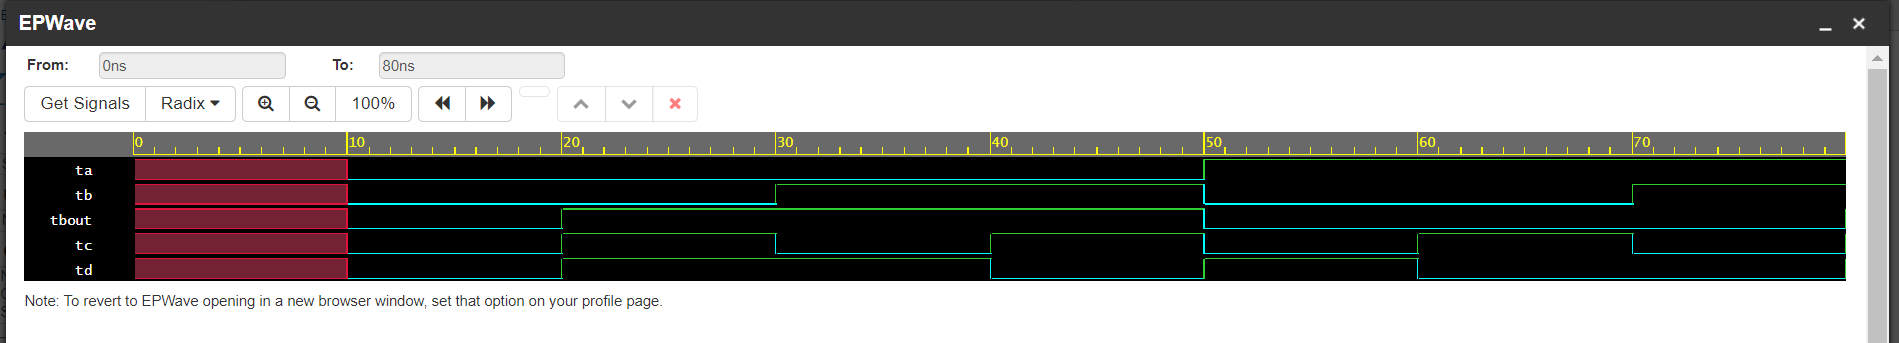 EPWave
From: 0ns To: 80ns
Get Signals Radix 100%
0 10 20 30 40 50 60 70
ta
tb
tbout
tc
td
Note: To revert to EPWave opening in a new browser window, set that option on your profile page.